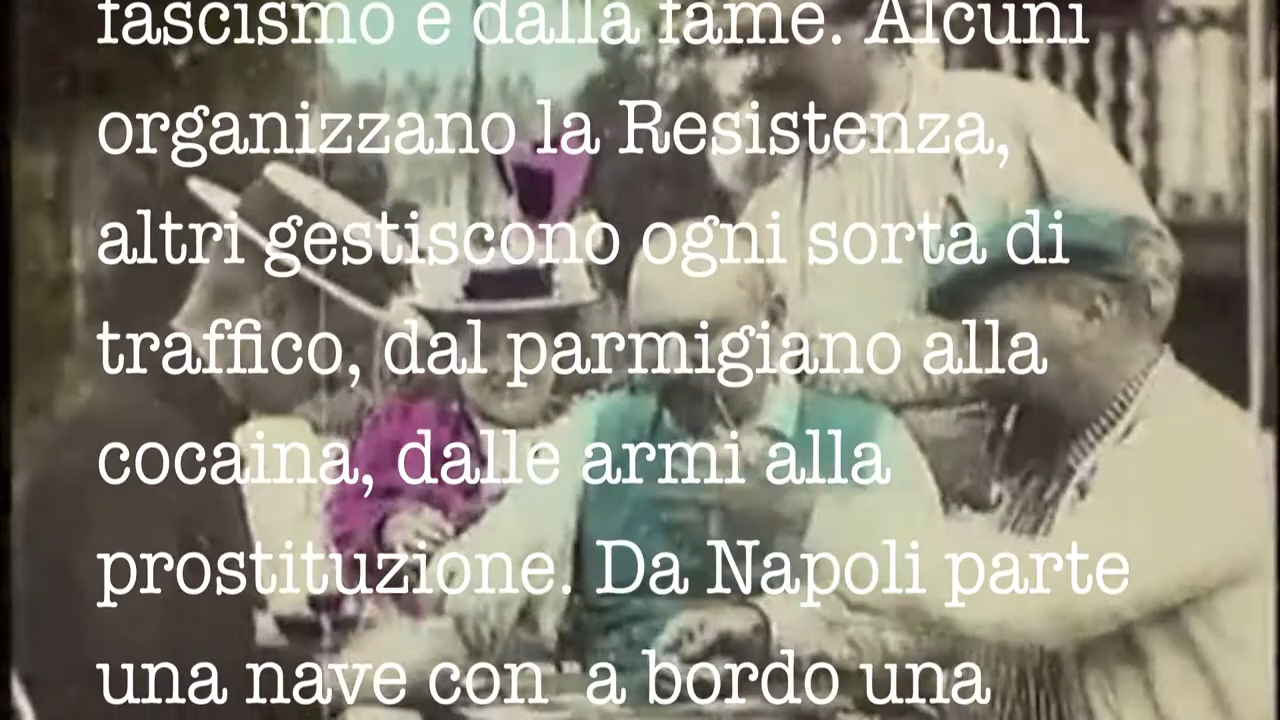 fascismo e dalla fame. Alcuni
organizzano la Resistenza,
altri gestiscono ogni sorta di
traffico, dal parmigiano alla
cocaina, dalle armi alla
prostituzione. Da Napoli parte
una nave con a bordo una